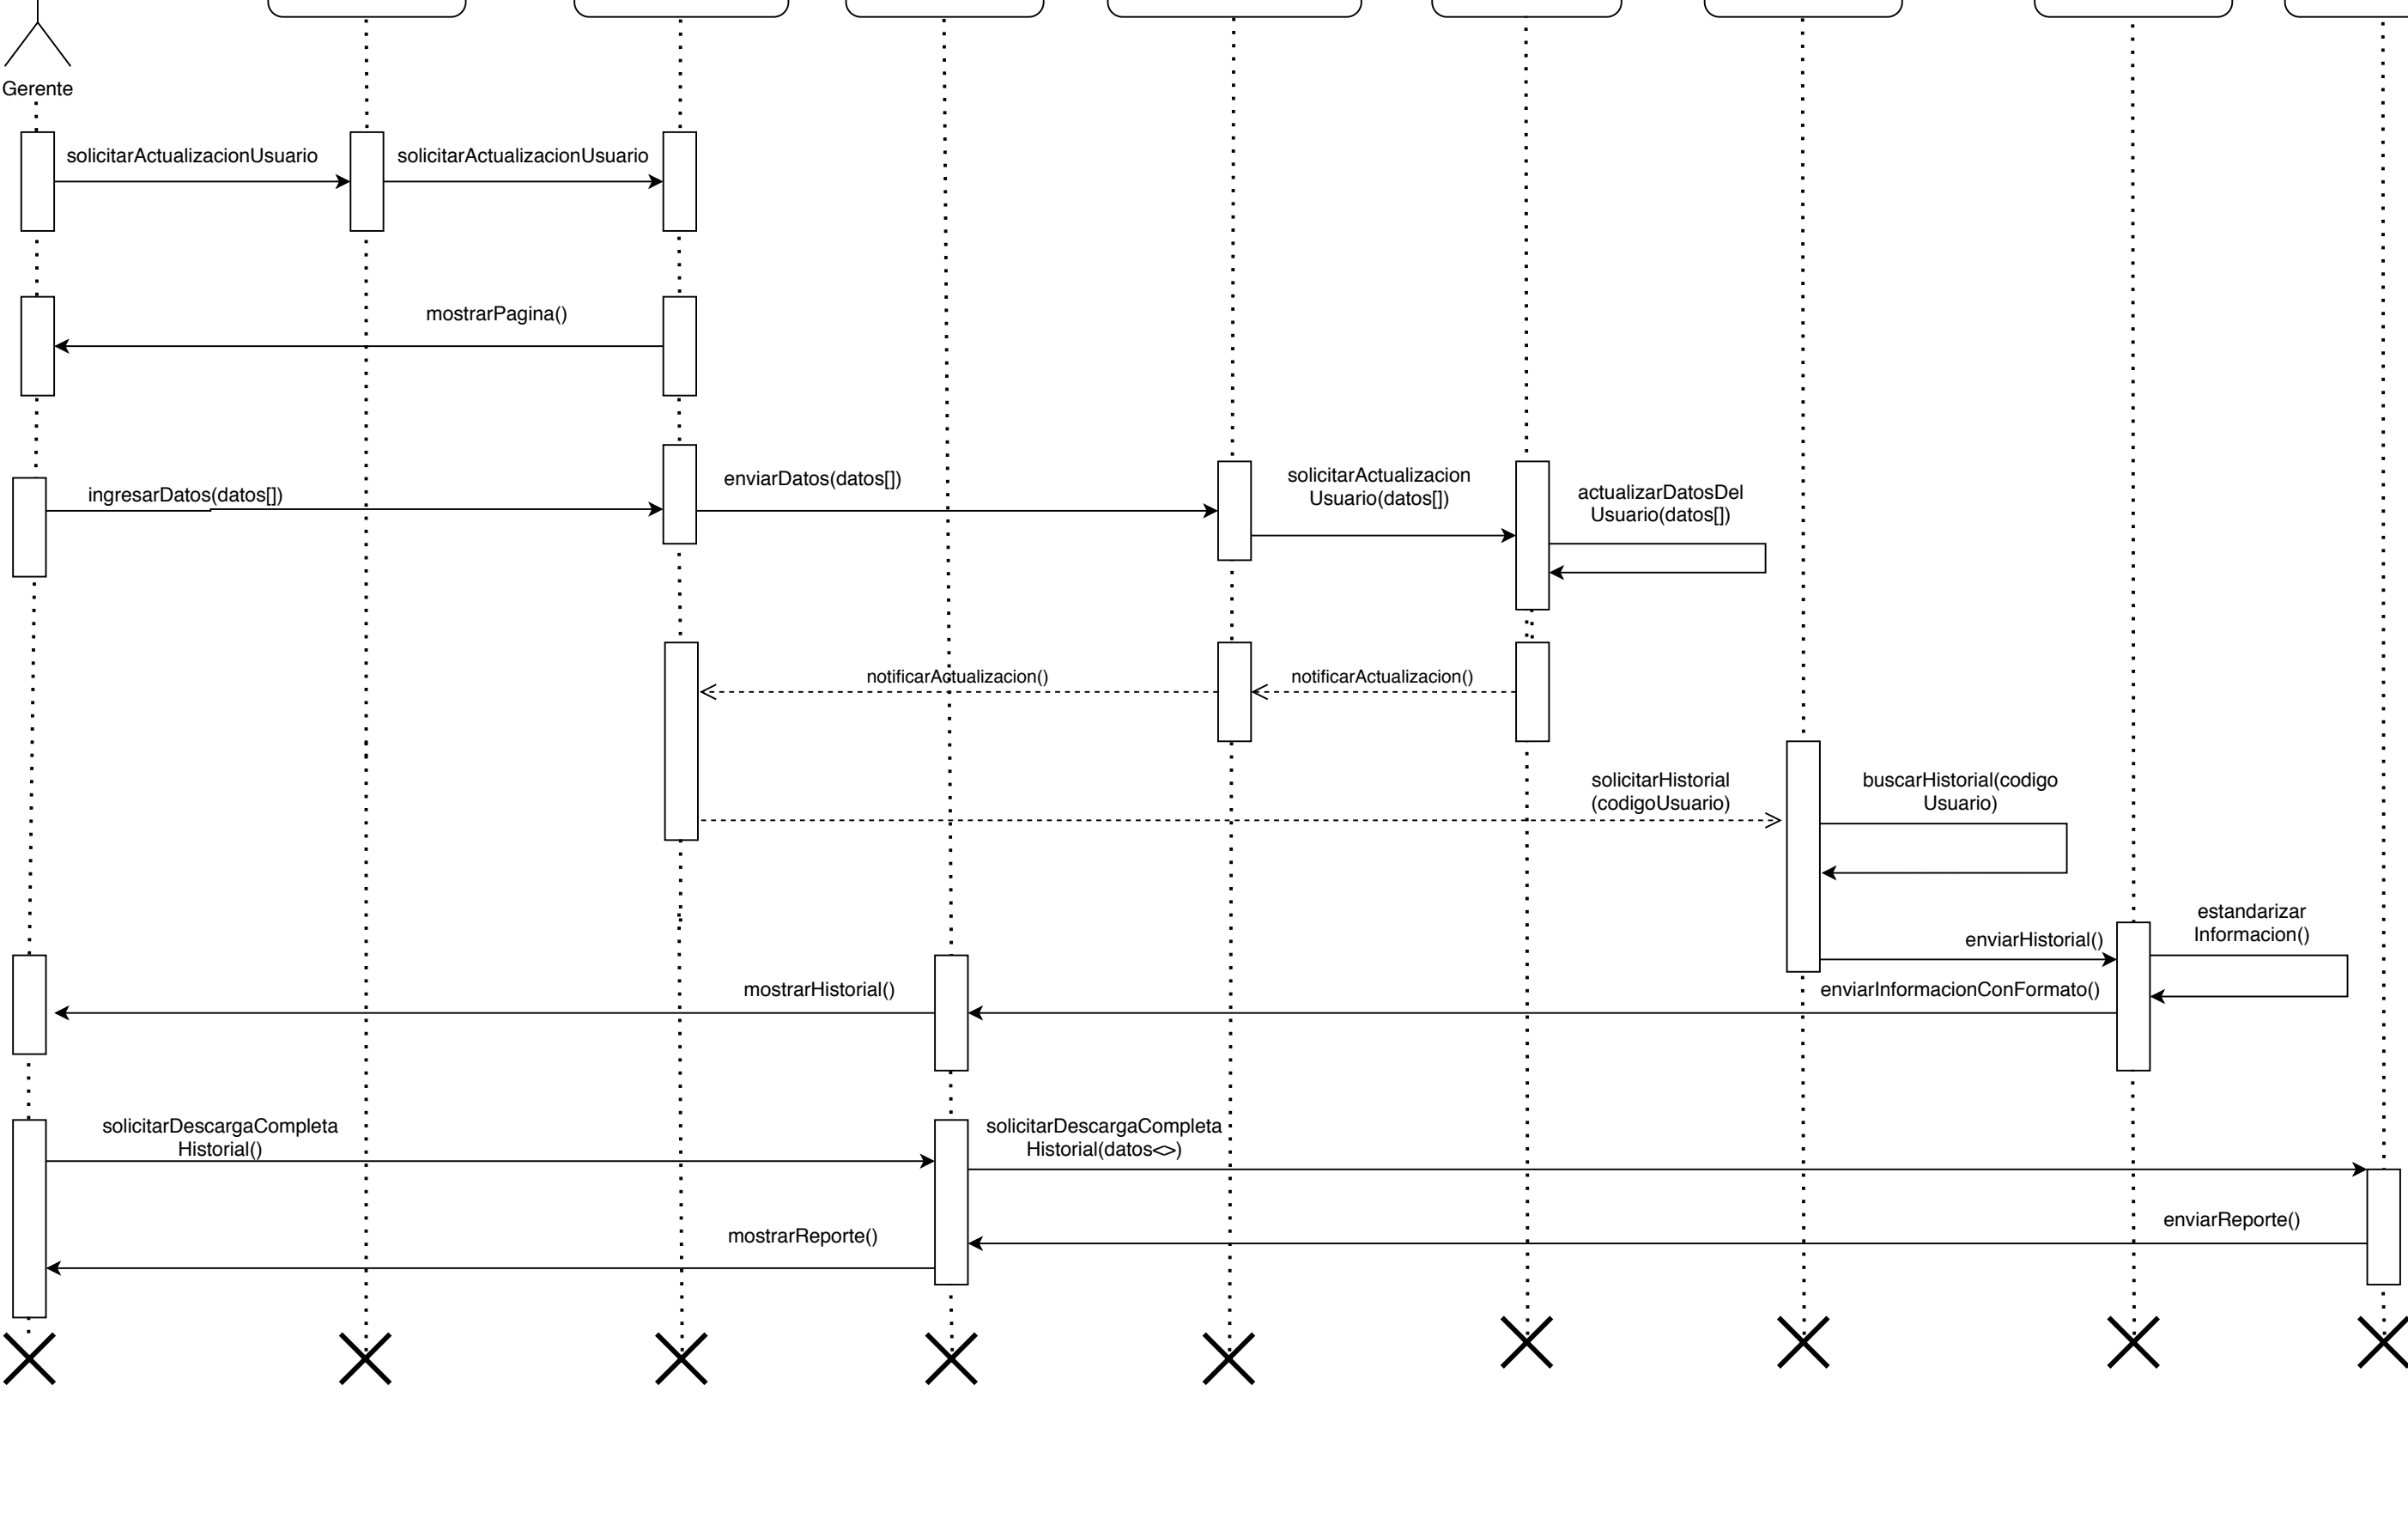 Gerente
solicitarActualizacionUsuario
solicitarActualizacionUsuario
mostrarPagina()
ingresarDatos(datos[])
enviarDatos(datos[])
solicitarActualizacion
Usuario(datos[])
actualizarDatosDel
Usuario(datos[])
notificarActualizacion()
notificarActualizacion()
solicitarHistorial
(codigoUsuario)
buscarHistorial(codigo
Usuario)
estandarizar
Informacion()
enviarHistorial()
mostrarHistorial()
enviarInformacionConFormato()
solicitarDescargaCompleta
Historial()
solicitarDescargaCompleta
Historial(datos<>)
enviarReporte()
mostrarReporte()